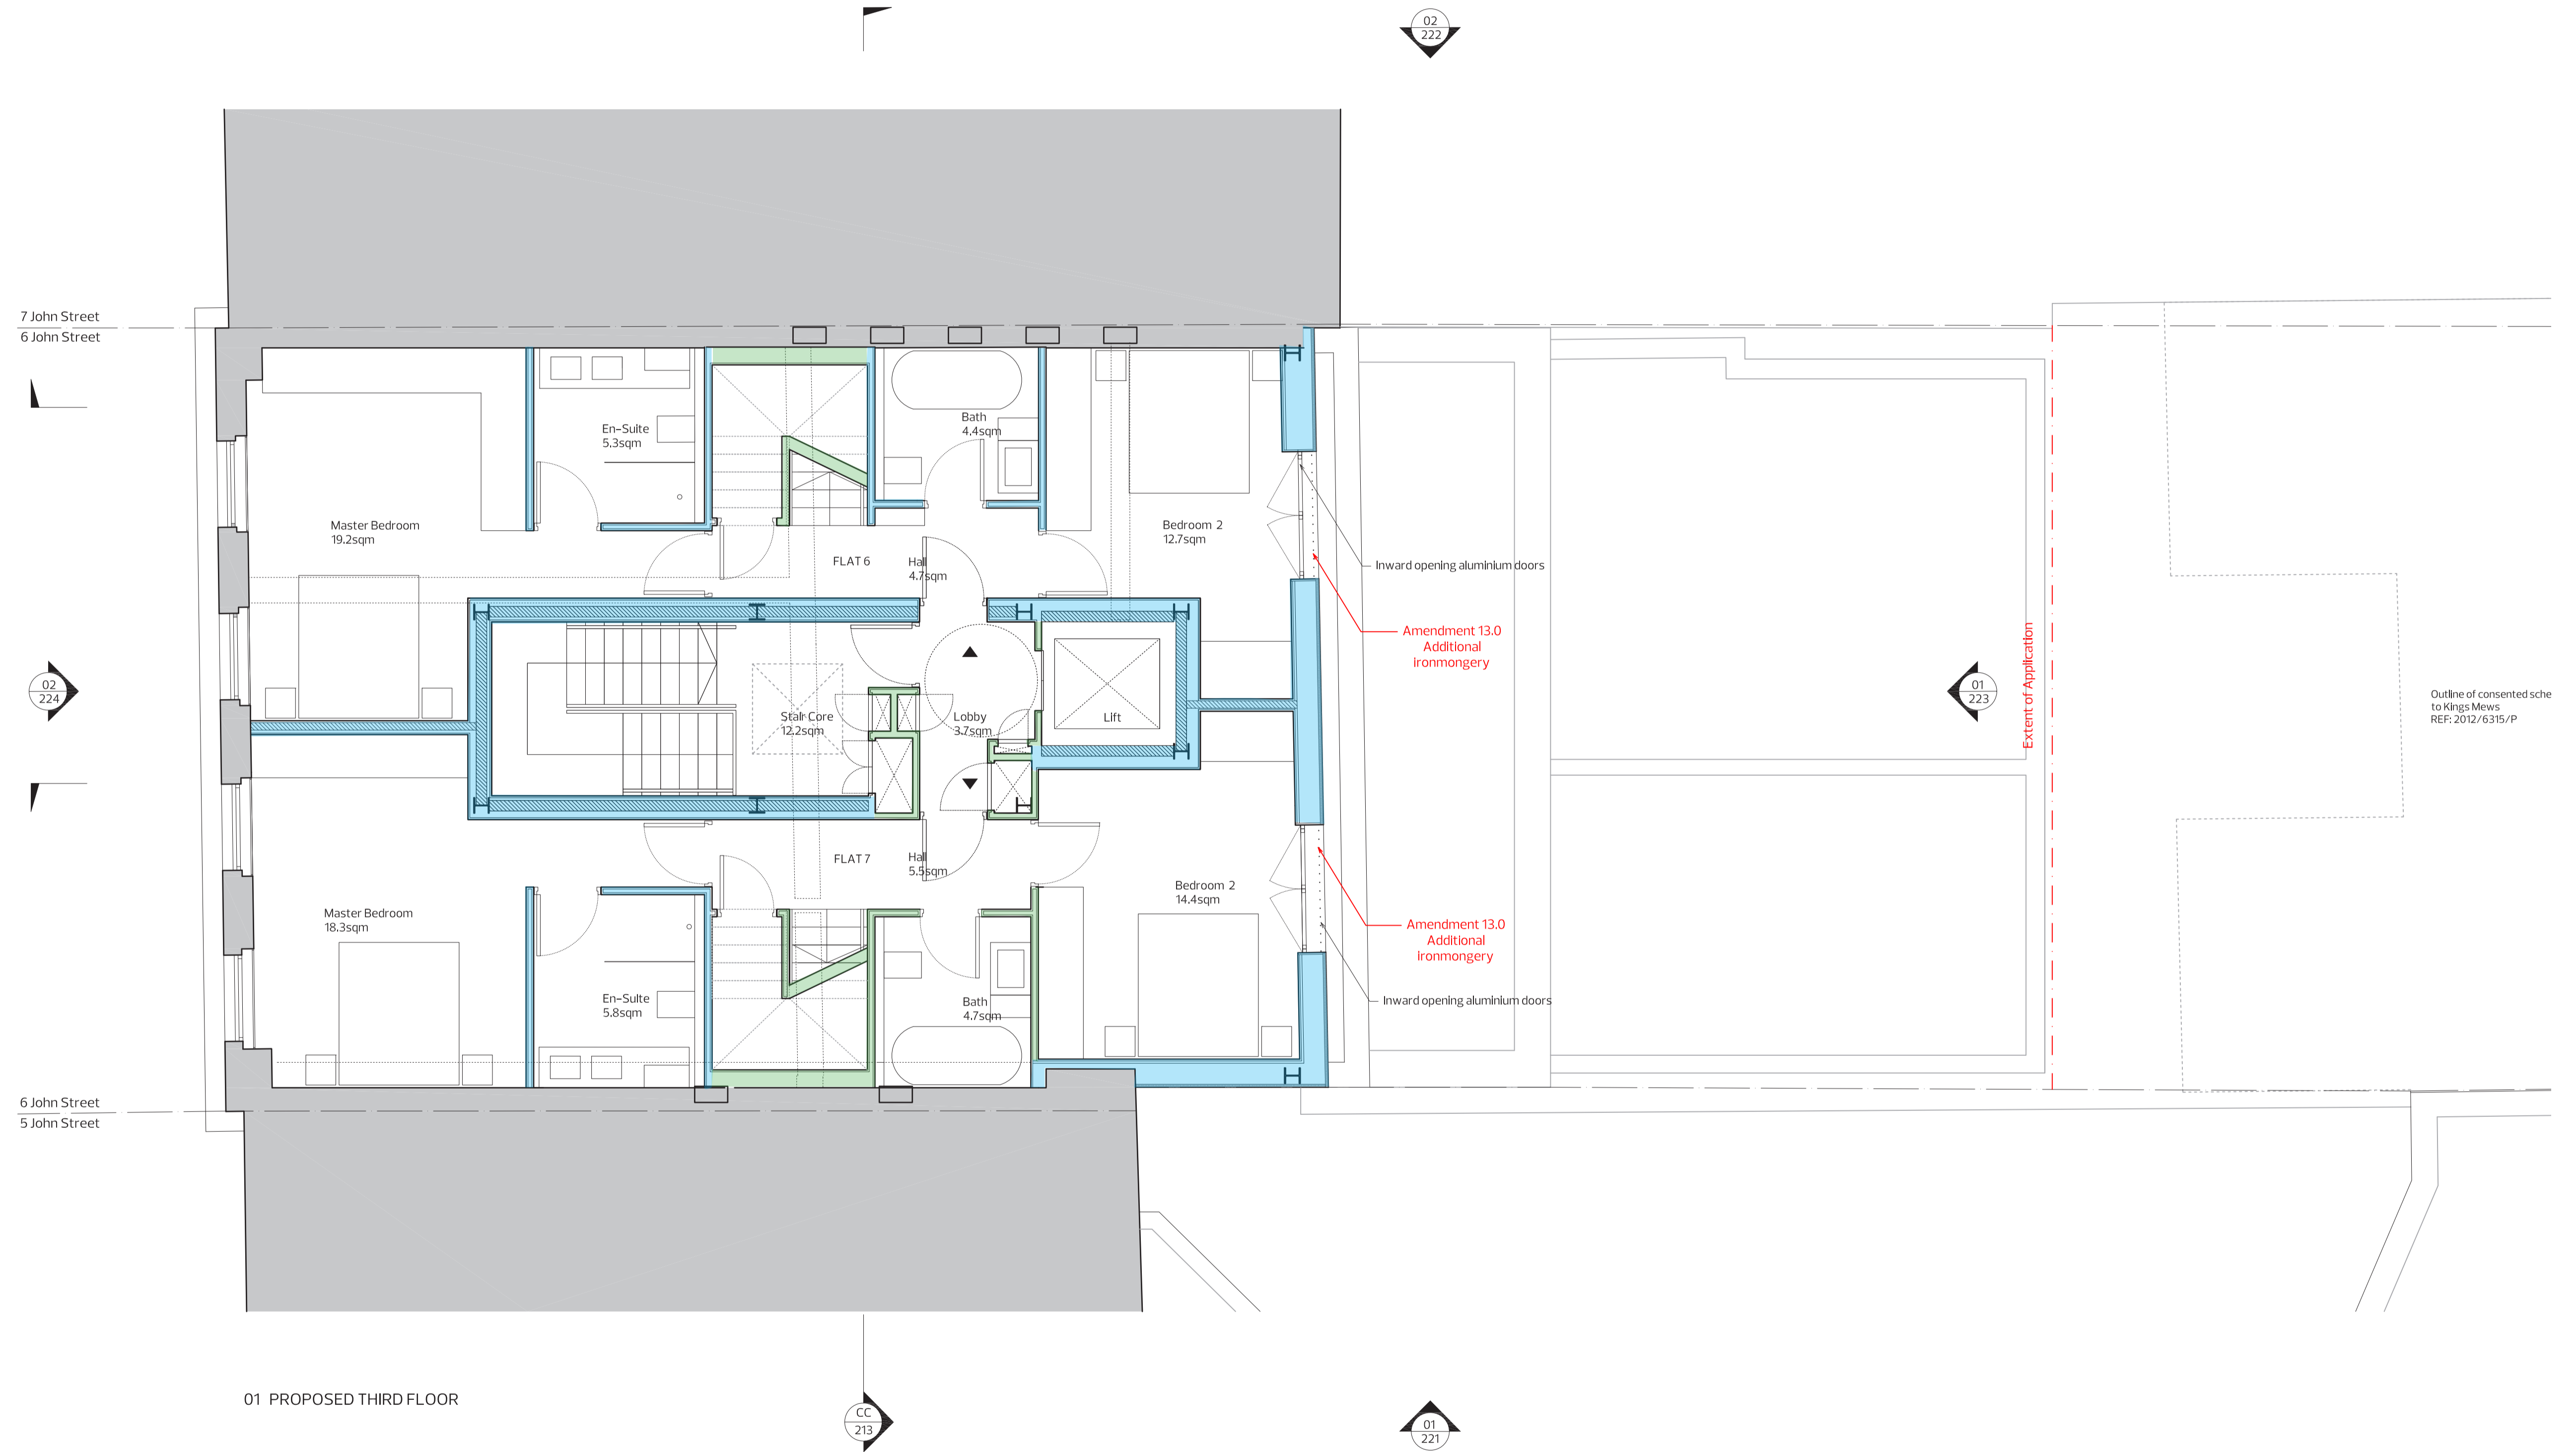 02
222
7 John Street
6 John Street
En-Suite
5.3sqm
Bath
4.4sqm
Master Bedroom
19.2sqm
Bedroom 2
12.7sqm
FLAT 6
Hall
4.7sqm
Inward opening aluminium doors
Amendment 13.0
Additional
ironmongery
Extent of Application
02
224
01
223
Outline of consented sche
to Kings Mews
REF: 2012/6315/P
Stair Core
12.2sqm
Lobby
3.7sqm
Lift
FLAT 7
Hall
5.5sqm
Bedroom 2
14.4sqm
Master Bedroom
18.3sqm
Amendment 13.0
Additional
ironmongery
En-Suite
5.8sqm
Bath
4.7sqm
Inward opening aluminium doors
6 John Street
5 John Street
01 PROPOSED THIRD FLOOR
CC
213
01
221